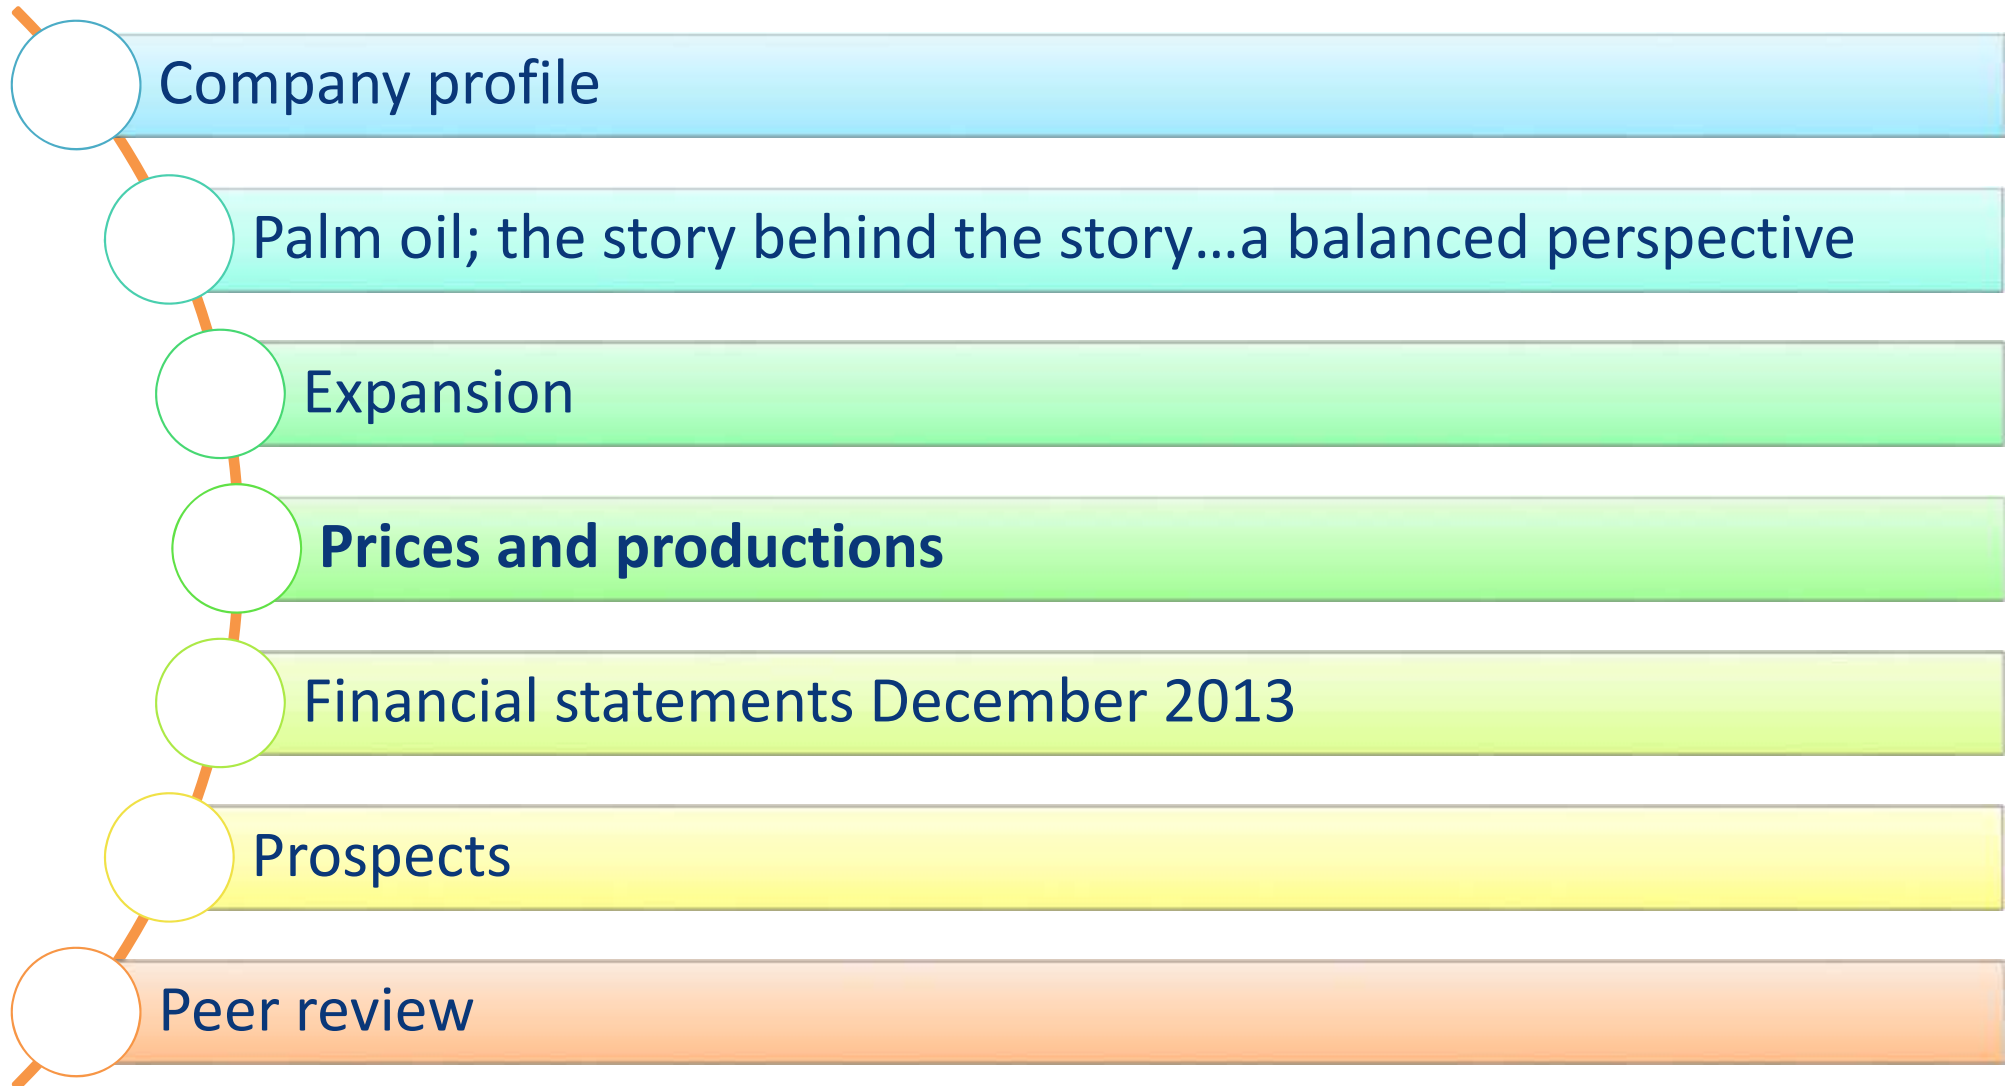 Company profile
Palm oil; the story behind the story...a balanced perspective
Expansion
Prices and productions
Financial statements December 2013
Prospects
Peer review